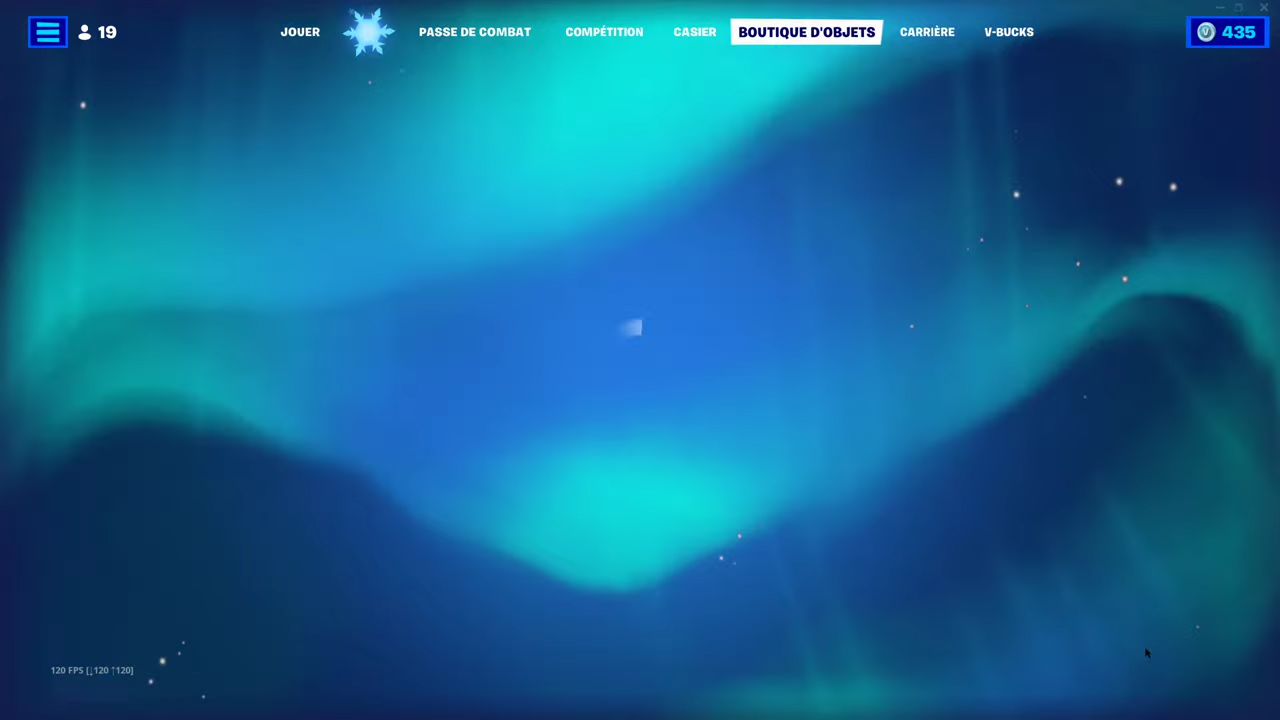 19
JOUER
PASSE DE COMBAT
COMPÉTITION
CASIER
BOUTIQUE D'OBJETS
CARRIÈRE
V-BUCKS
435
120 FPS [↓120 ↑120]